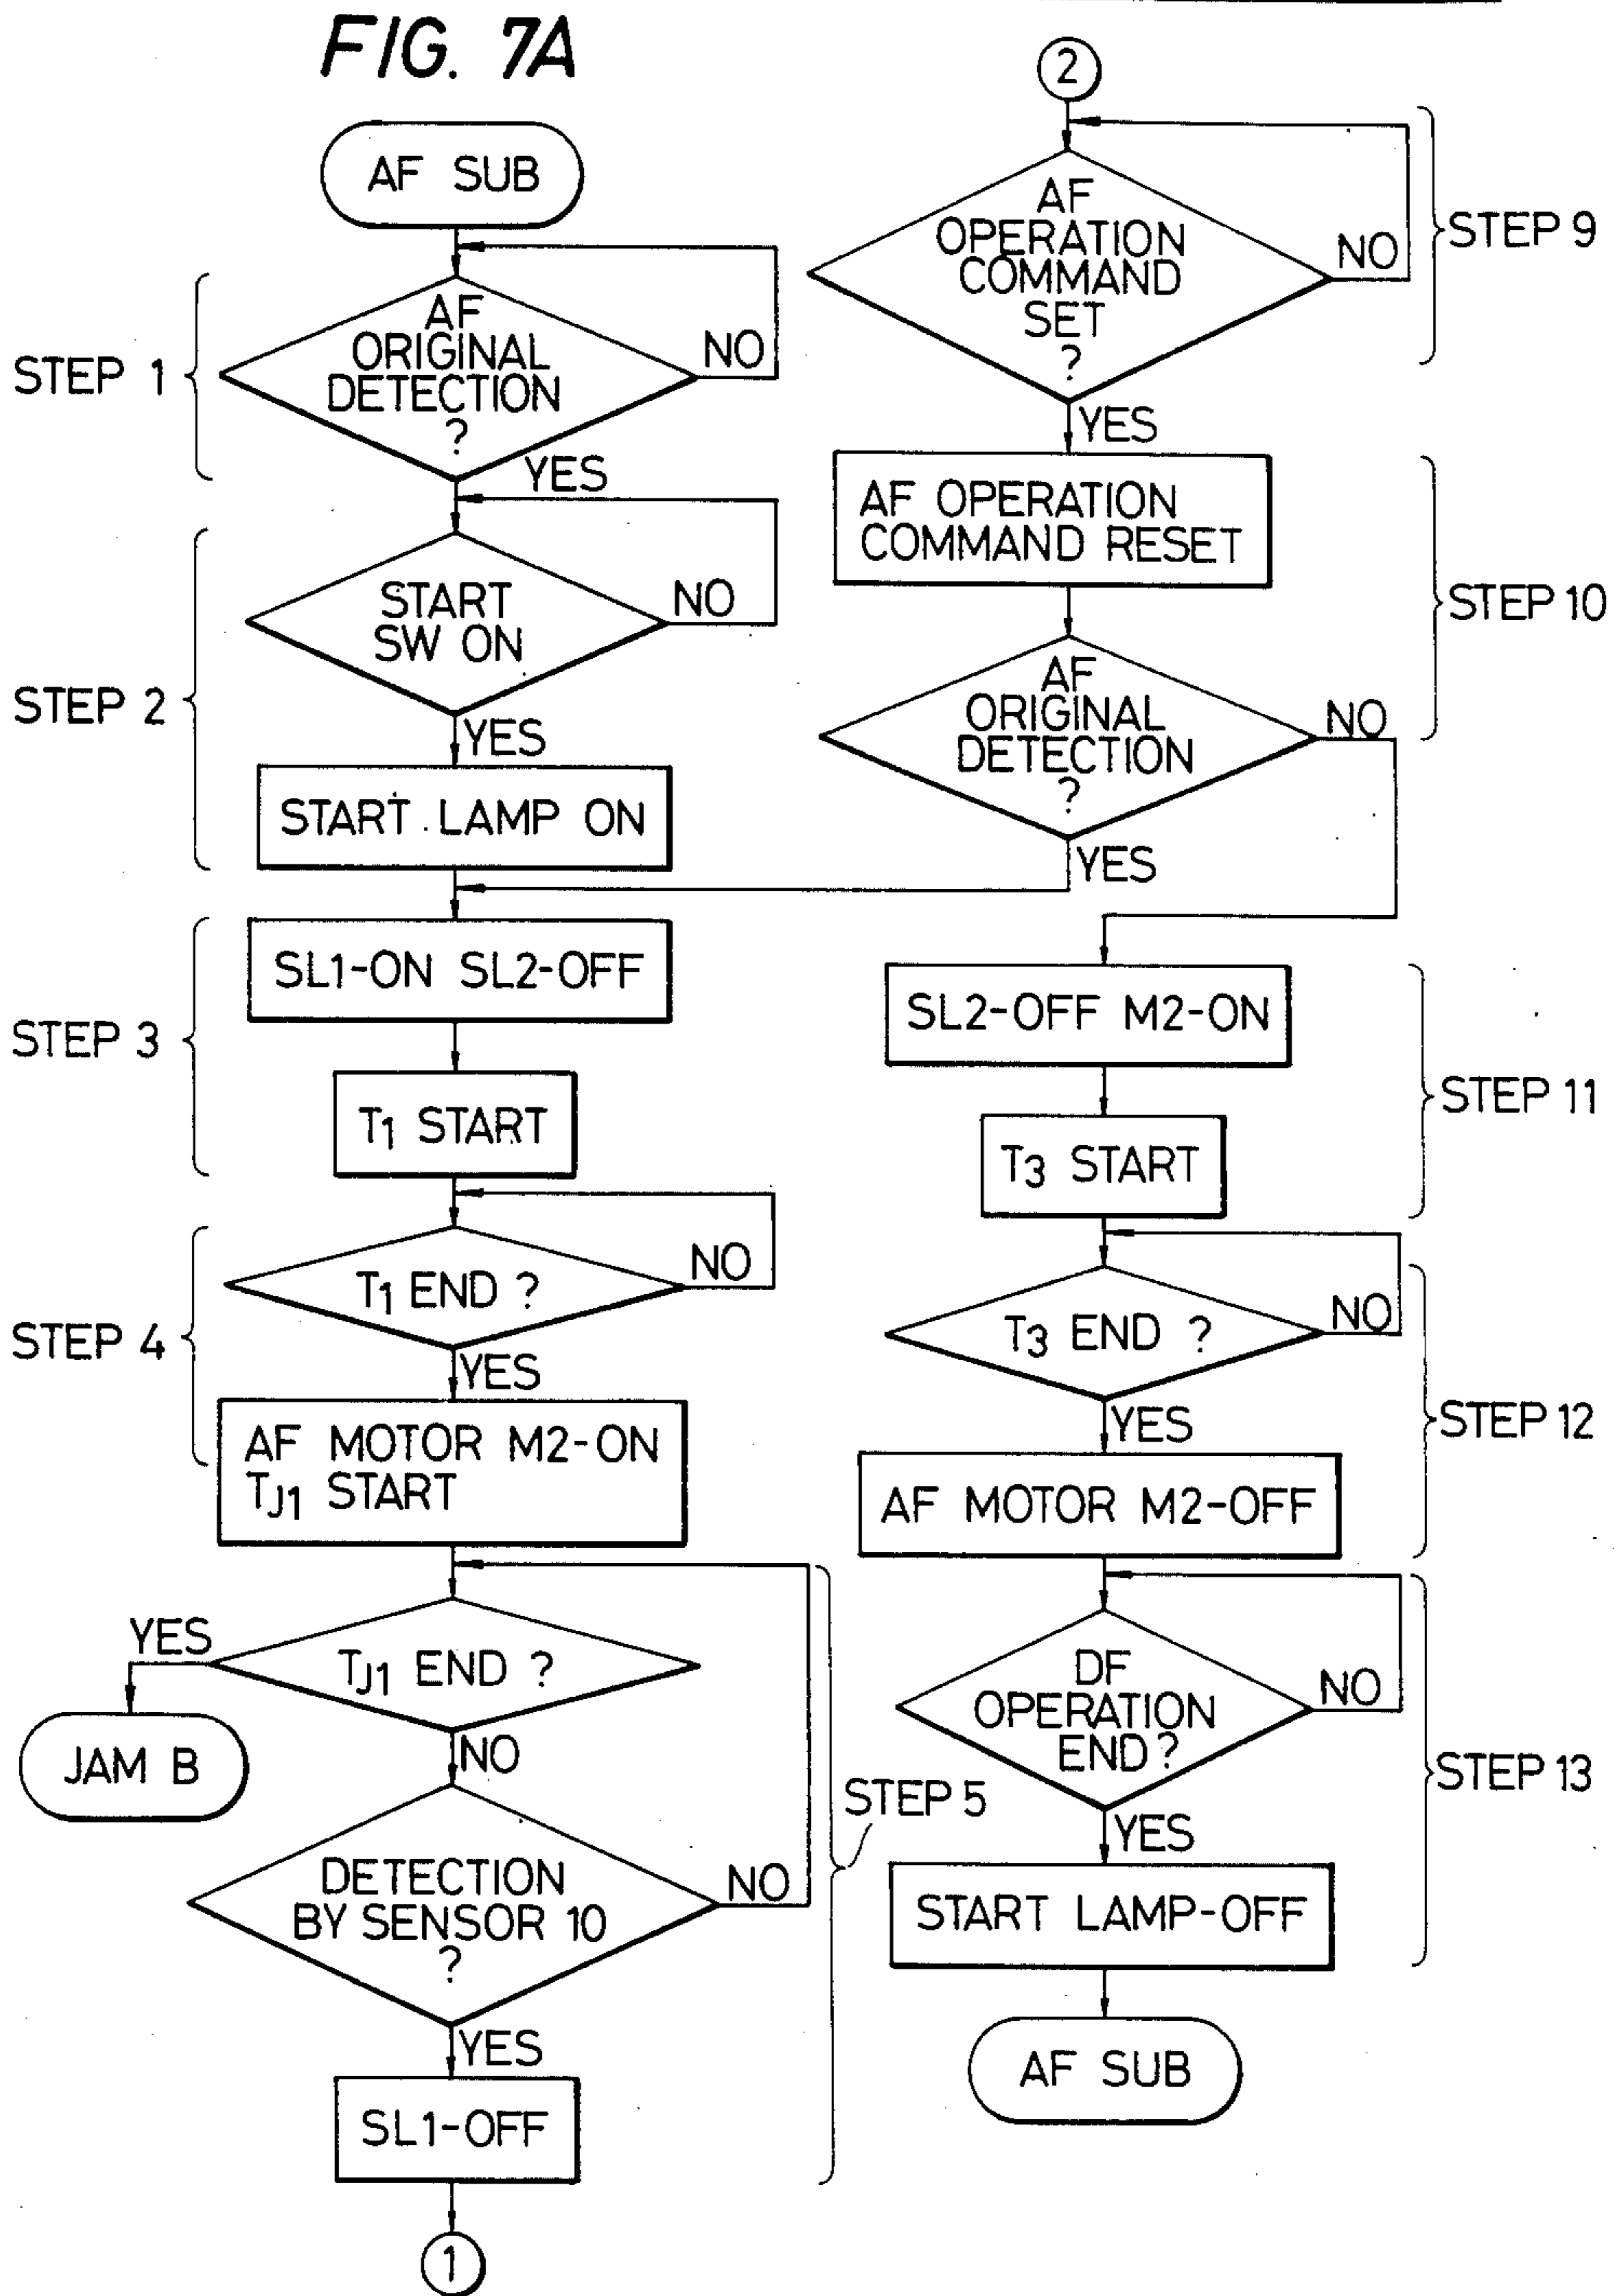 FIG. 7A
AF SUB
STEP 1
AF
ORIGINAL
DETECTION
?
NO
YES
STEP 2
START
SW ON
NO
YES
START LAMP ON
STEP 3
SL1-ON SL2-OFF
T1 START
STEP 4
T1 END ?
NO
YES
AF MOTOR M2-ON
TJ1 START
TJ1 END ?
YES
JAM B
NO
STEP 5
DETECTION
BY SENSOR 10
?
NO
YES
SL1-OFF
1
2
AF
OPERATION
COMMAND
SET
?
NO
STEP 9
YES
AF OPERATION
COMMAND RESET
STEP 10
AF
ORIGINAL
DETECTION
?
NO
YES
SL2-OFF M2-ON
STEP 11
T3 START
T3 END ?
NO
YES
STEP 12
AF MOTOR M2-OFF
DF
OPERATION
END?
NO
STEP 13
YES
START LAMP-OFF
AF SUB